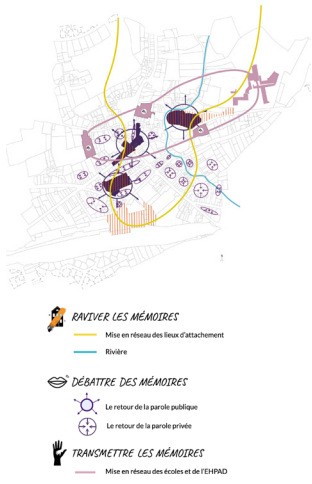 RAVIVER LES MÉMOIRES
Mise en réseau des lieux d'attachement
Rivière
DÉBATTRE DES MÉMOIRES
Le retour de la parole publique
Le retour de la parole privée
TRANSMETTRE LES MÉMOIRES
Mise en réseau des écoles et de l'EHPAD